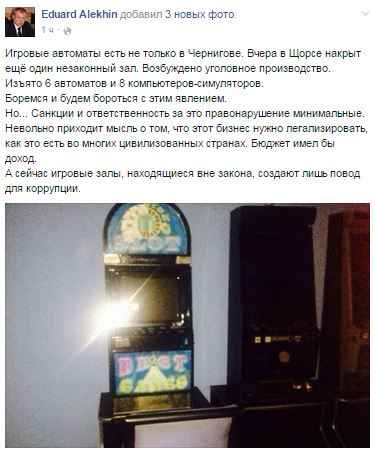 Eduard Alekhin добавил 3 новых фото.
1 ч ·
Игровые автоматы есть не только в Чернигове. Вчера в Щорсе накрыт
ещё один незаконный зал. Возбуждено уголовное производство.
Изъято 6 автоматов и 8 компьютеров-симуляторов.
Боремся и будем бороться с этим явлением.
Но... Санкции и ответственность за это правонарушение минимальные.
Невольно приходит мысль о том, что этот бизнес нужно легализировать,
как это есть во многих цивилизованных странах. Бюджет имел бы
доход.
А сейчас игровые залы, находящиеся вне закона, создают лишь повод
для коррупции.
SLOT
BEST
GAMES